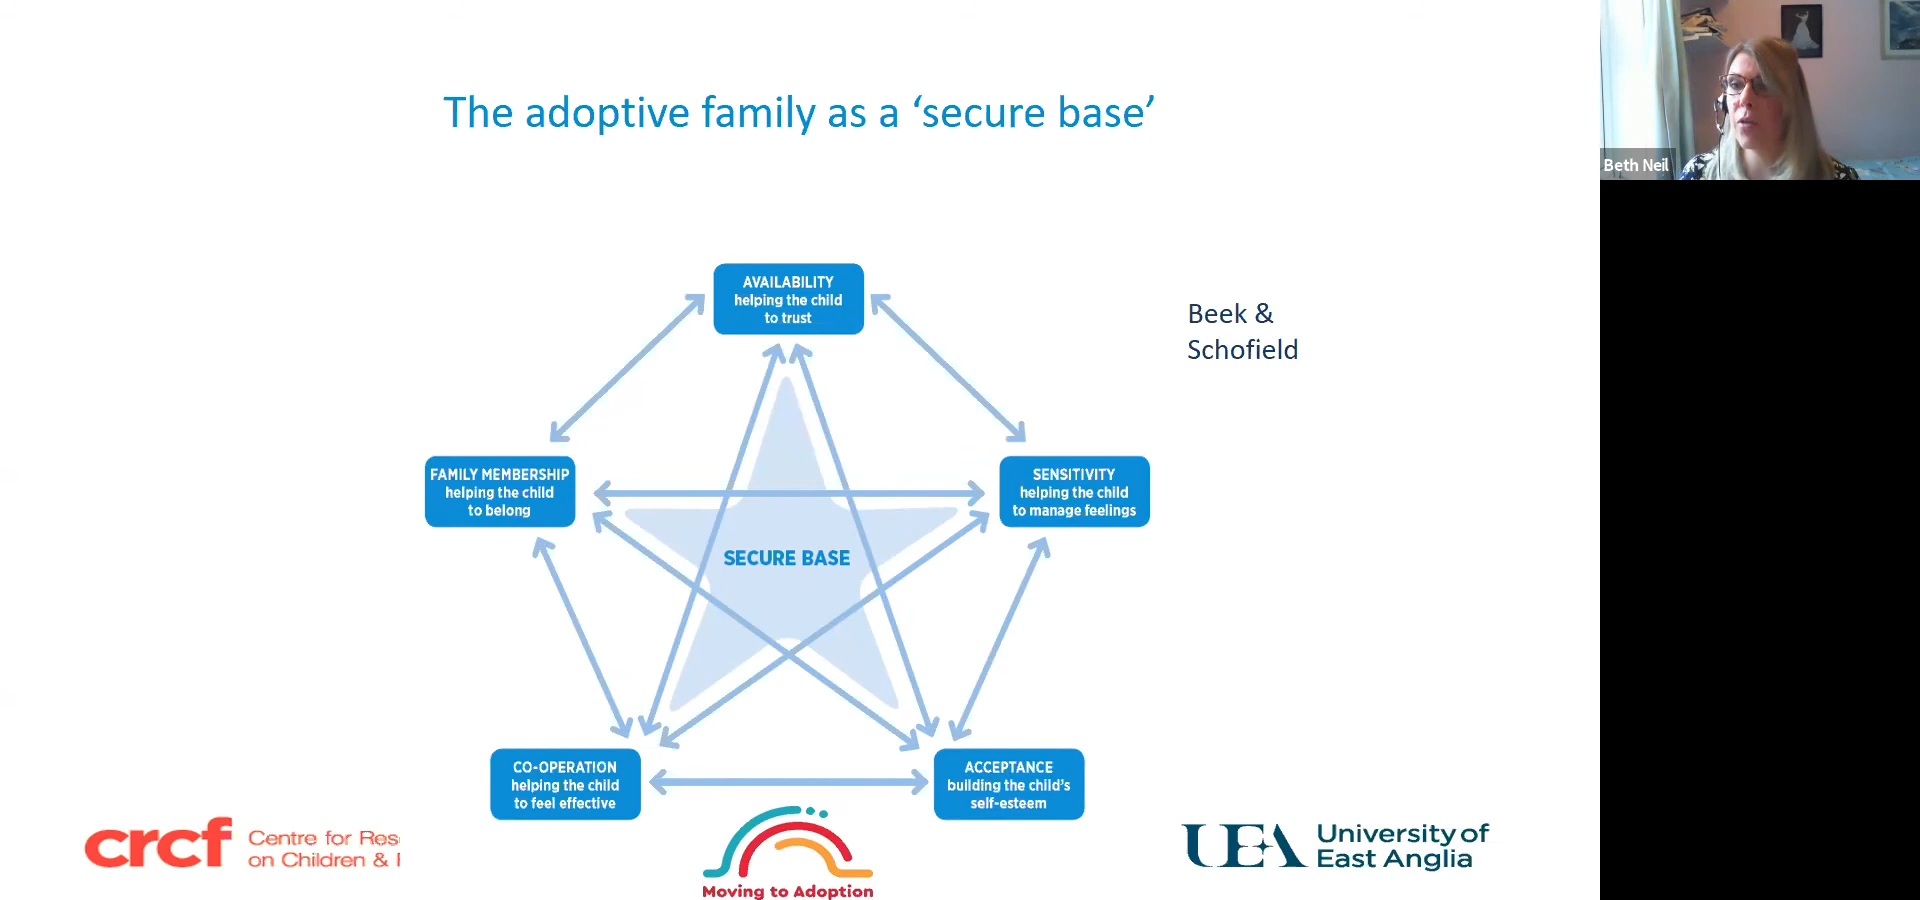 The adoptive family as a ‘secure base’
Beth Neil
AVAILABILITY
helping the child
to trust
Beek &
Schofield
FAMILY MEMBERSHIP
helping the child
to belong
SENSITIVITY
helping the child
to manage feelings
SECURE BASE
CO-OPERATION
helping the child
to feel effective
ACCEPTANCE
building the child's
self-esteem
crcf
Centre for Res
on Children &
Moving to Adoption
UEA
University of
East Anglia